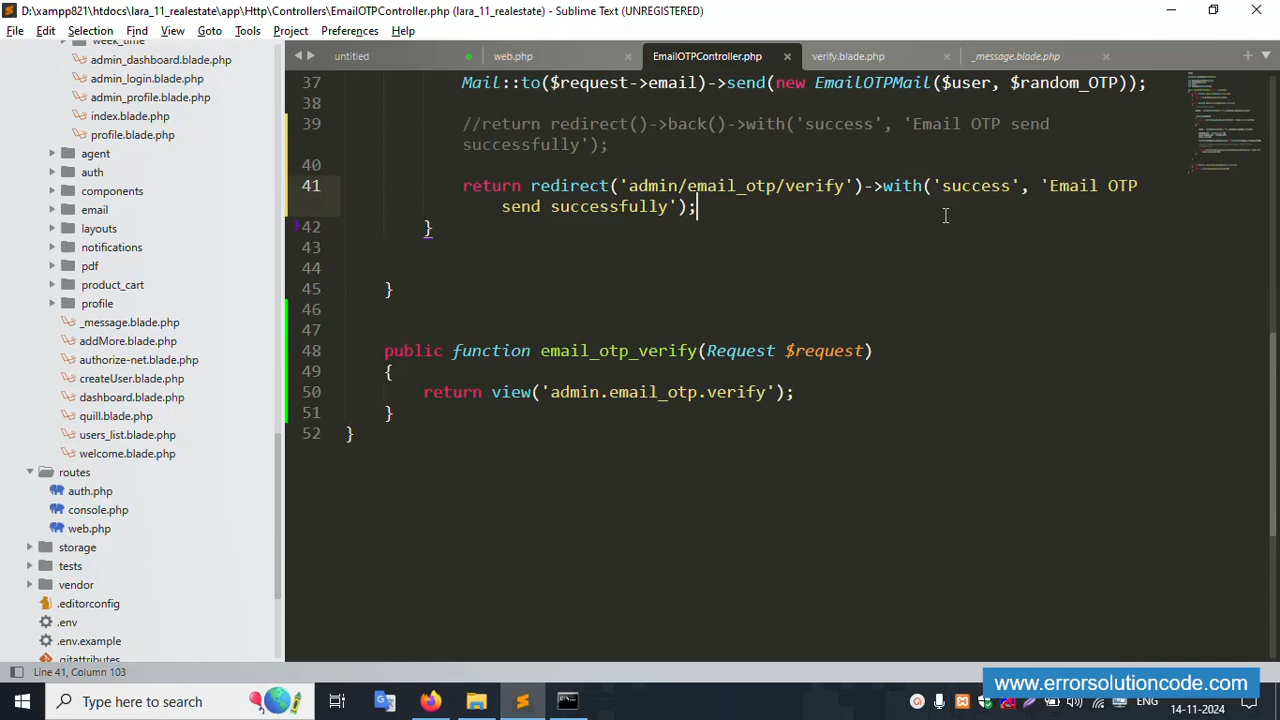 D:\xampp821\htdocs\lara_11_realestate\app\Http\Controllers\EmailOTPController.php (lara_11_realestate) - Sublime Text (UNREGISTERED)
File Edit Selection Find View Goto Tools Project Preferences Help
week_time
admin_dashboard.blade.php
admin_login.blade.php
admin_profile.blade.php
index.blade.php
profile.blade.php
agent
auth
components
email
layouts
notifications
pdf
product_cart
profile
_message.blade.php
addMore.blade.php
authorize-net.blade.php
createUser.blade.php
dashboard.blade.php
quill.blade.php
users_list.blade.php
welcome.blade.php
routes
auth.php
console.php
web.php
storage
tests
vendor
.editorconfig
.env
.env.example
.gitattributes
untitled web.php EmailOTPController.php verify.blade.php _message.blade.php
37 Mail::to($request->email)->send(new EmailOTPMail($user, $random_OTP));
38
39 //return redirect()->back()->with('success', 'Email OTP send
successfully');
40
41 return redirect('admin/email_otp/verify')->with('success', 'Email OTP
send successfully');
42 }
43
44
45 }
46
47
48 public function email_otp_verify(Request $request)
49 {
50 return view('admin.email_otp.verify');
51 }
52 }
Line 41, Column 103
www.errorsolutioncode.com
Type here to search
ENG
14-11-2024